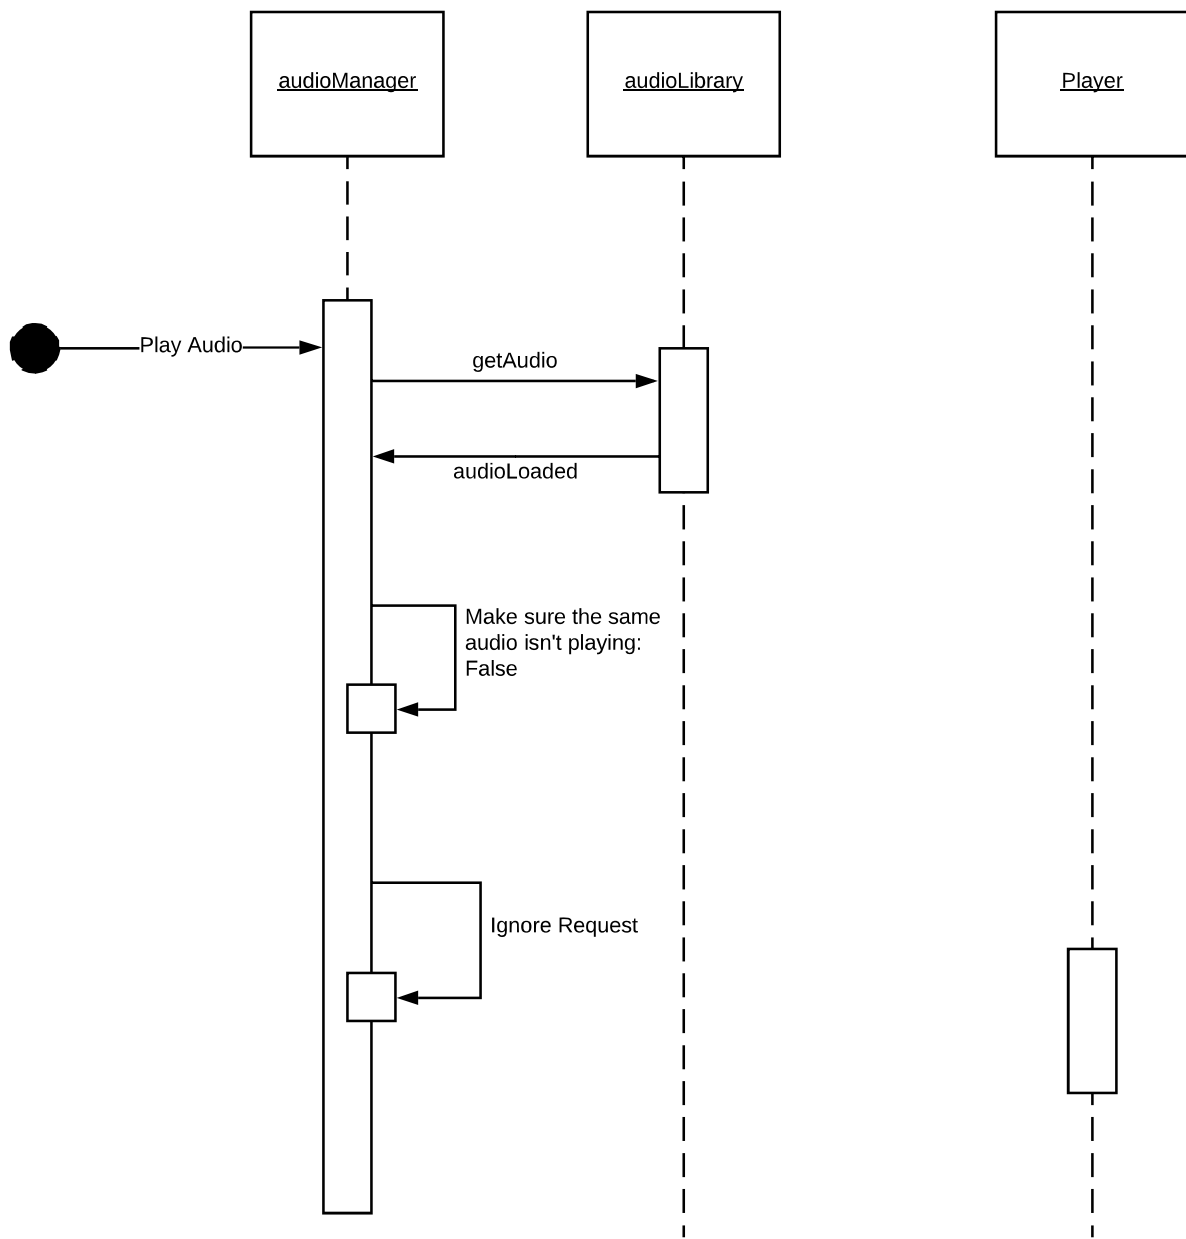 audioManager
audioLibrary
Player
Play Audio
getAudio
audioLoaded
Make sure the same
audio isn't playing:
False
Ignore Request